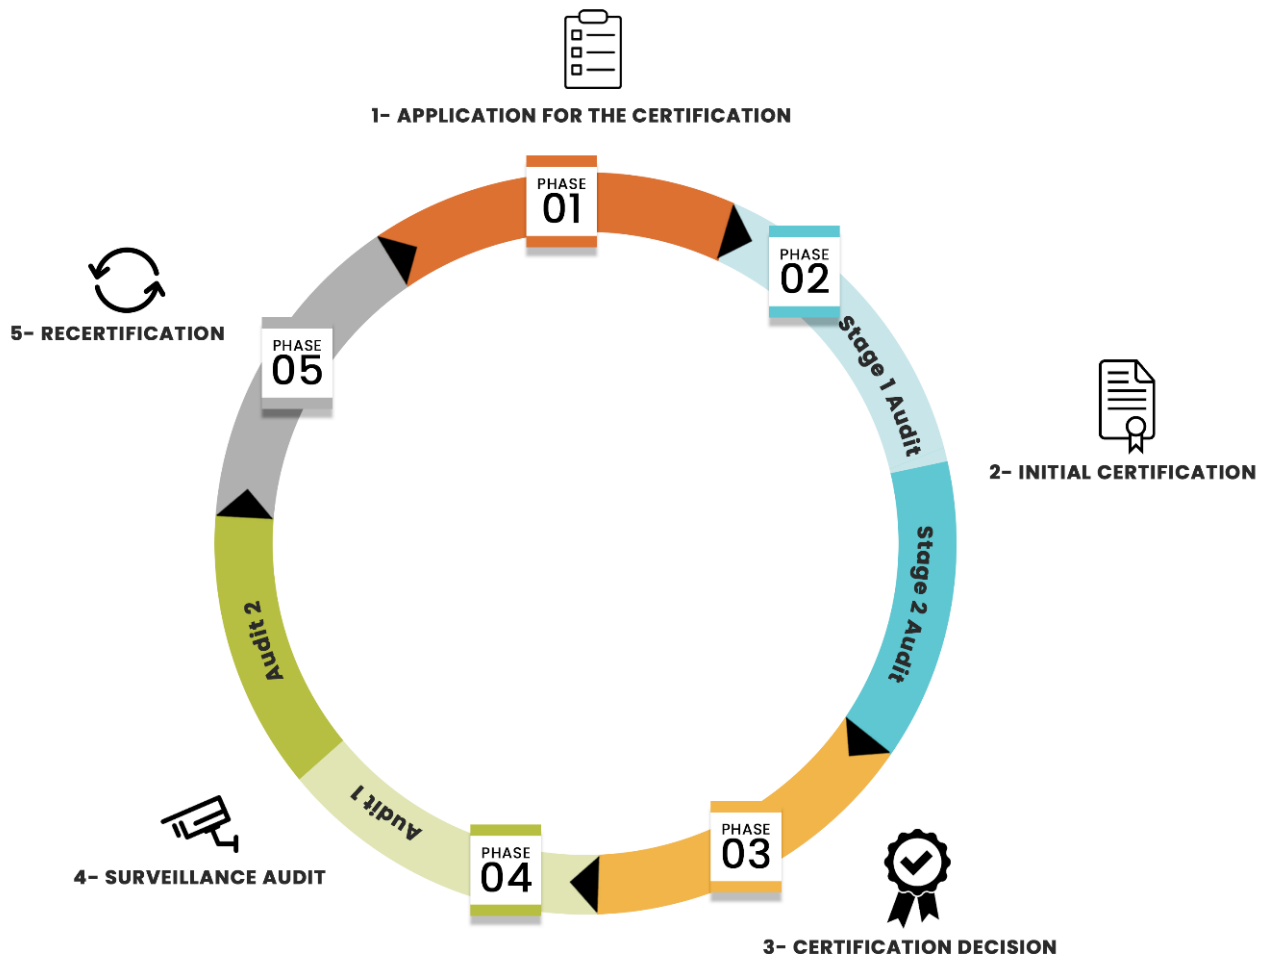 1- APPLICATION FOR THE CERTIFICATION
PHASE
01
PHASE
02
Stage 1 Audit
2- INITIAL CERTIFICATION
Stage 2 Audit
PHASE
03
3- CERTIFICATION DECISION
PHASE
04
Audit 1
4- SURVEILLANCE AUDIT
Audit 2
PHASE
05
5- RECERTIFICATION